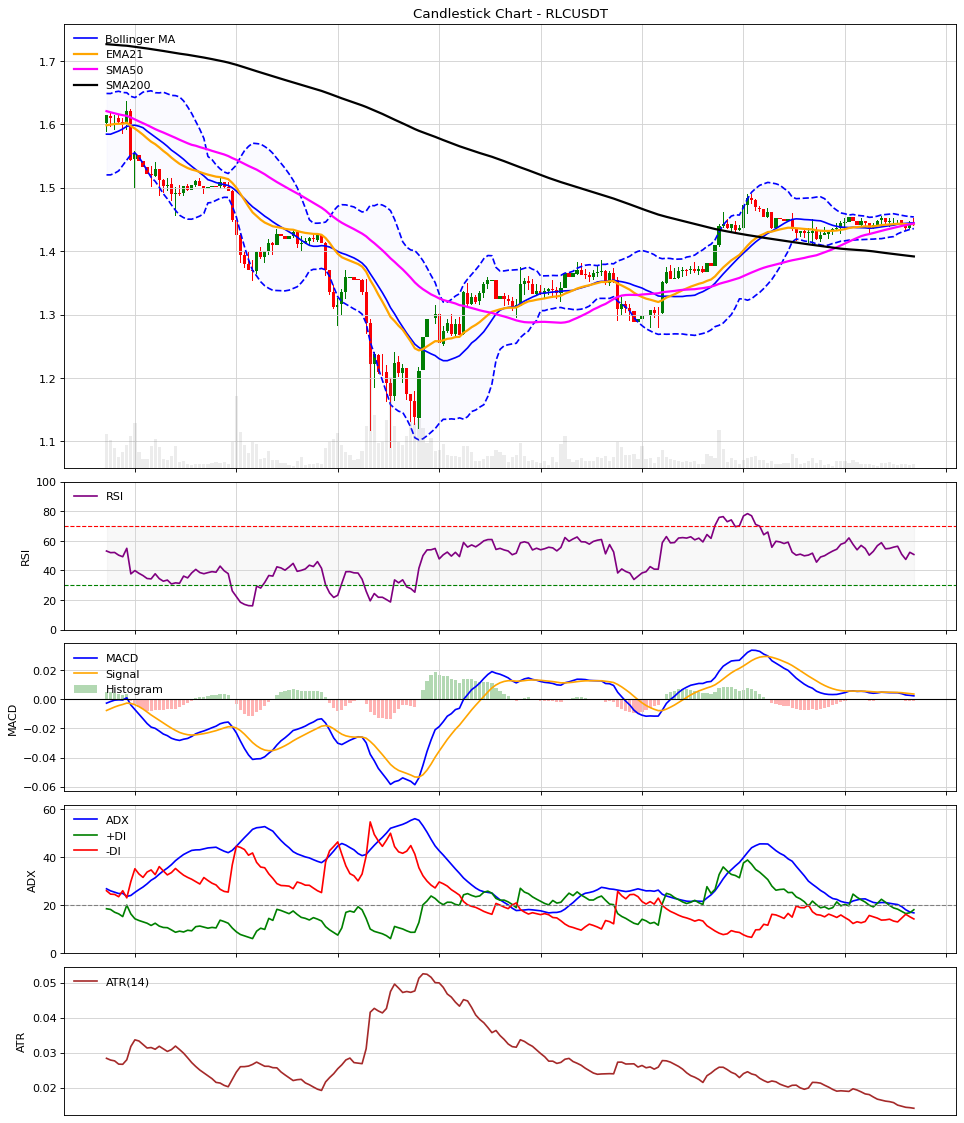 Candlestick Chart - RLCUSDT
Bollinger MA
EMA21
SMA50
SMA200
1.7
1.6
1.5
1.4
1.3
1.2
1.1
RSI
RSI
100
80
60
40
20
0
MACD
Signal
Histogram
MACD
0.02
0.00
−0.02
−0.04
−0.06
ADX
+DI
-DI
ADX
60
40
20
0
ATR(14)
ATR
0.05
0.04
0.03
0.02